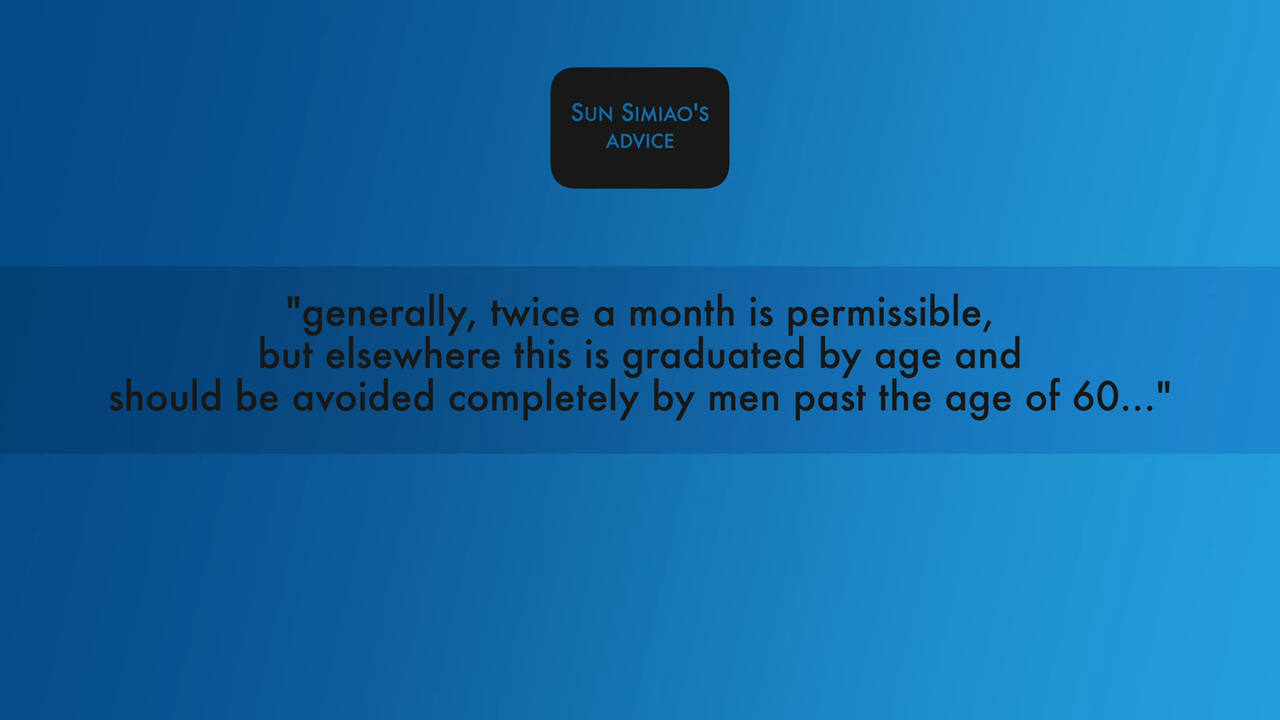 Sun Simiao's
advice
"generally, twice a month is permissible,
but elsewhere this is graduated by age and
should be avoided completely by men past the age of 60..."